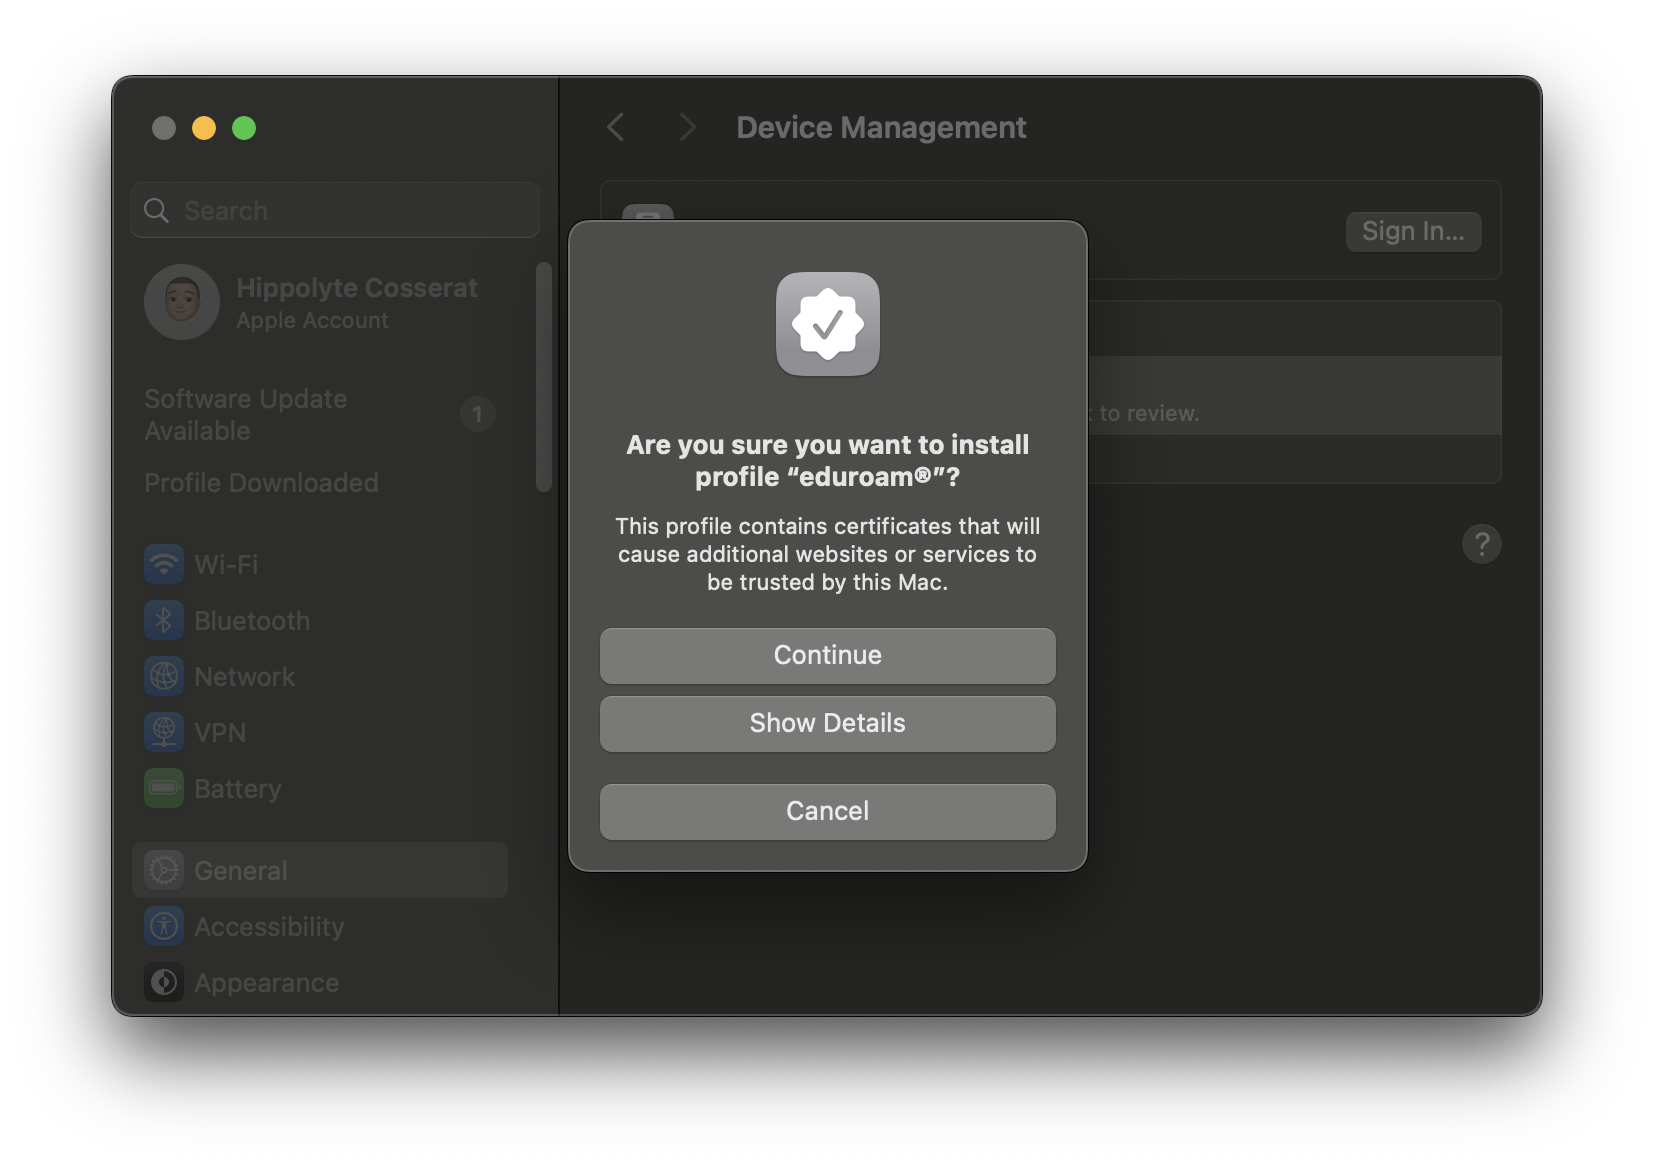 Search
Hippolyte Cosserat
Apple Account
Software Update
Available
1
Profile Downloaded
Wi-Fi
Bluetooth
Network
VPN
Battery
General
Accessibility
Appearance
Device Management
Sign In...
to review.
?
Are you sure you want to install
profile “eduroam®”?
This profile contains certificates that will
cause additional websites or services to
be trusted by this Mac.
Continue
Show Details
Cancel